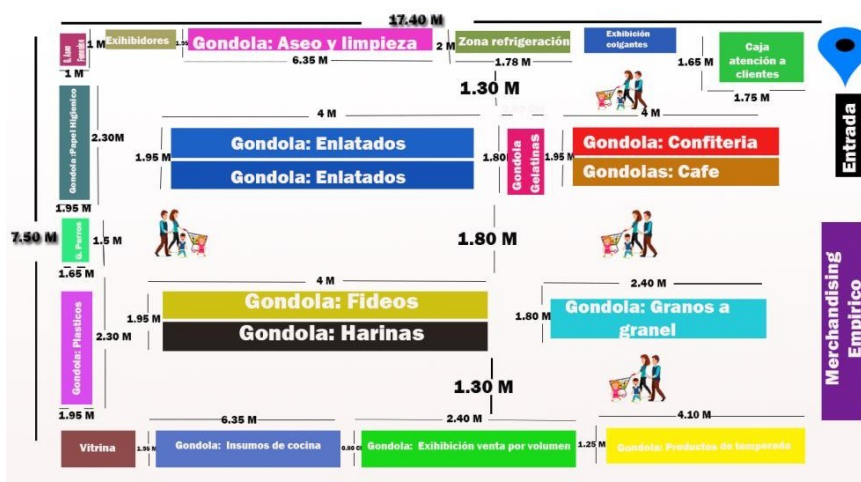 17.40 M
G. Aseo
Femenino
1 M
1 M
Exihibidores
Gondola: Aseo y limpieza
6.35 M
2 M
Zona refrigeración
1.78 M
Exhibición
colgantes
1.65 M
Caja
atención a
clientes
1.75 M
Entrada
1.30 M
Gondola :Papel Higienico
2.30M
1.95 M
4 M
1.95 M
Gondola: Enlatados
Gondola: Enlatados
1.80
Gondola
Gelatinas
4 M
1.95 M
Gondola: Confiteria
Gondolas: Cafe
7.50 M
G. Perros
1.5 M
1.65 M
1.80 M
Merchandising
Empirico
Gondola: Plasticos
2.30 M
1.95 M
4 M
1.95 M
Gondola: Fideos
Gondola: Harinas
2.40 M
1.80 M
Gondola: Granos a
granel
1.30 M
Vitrina
6.35 M
Gondola: Insumos de cocina
2.40 M
Gondola: Exihibición venta por volumen
4.10 M
1.25 M
Gondola: Productos de temporada